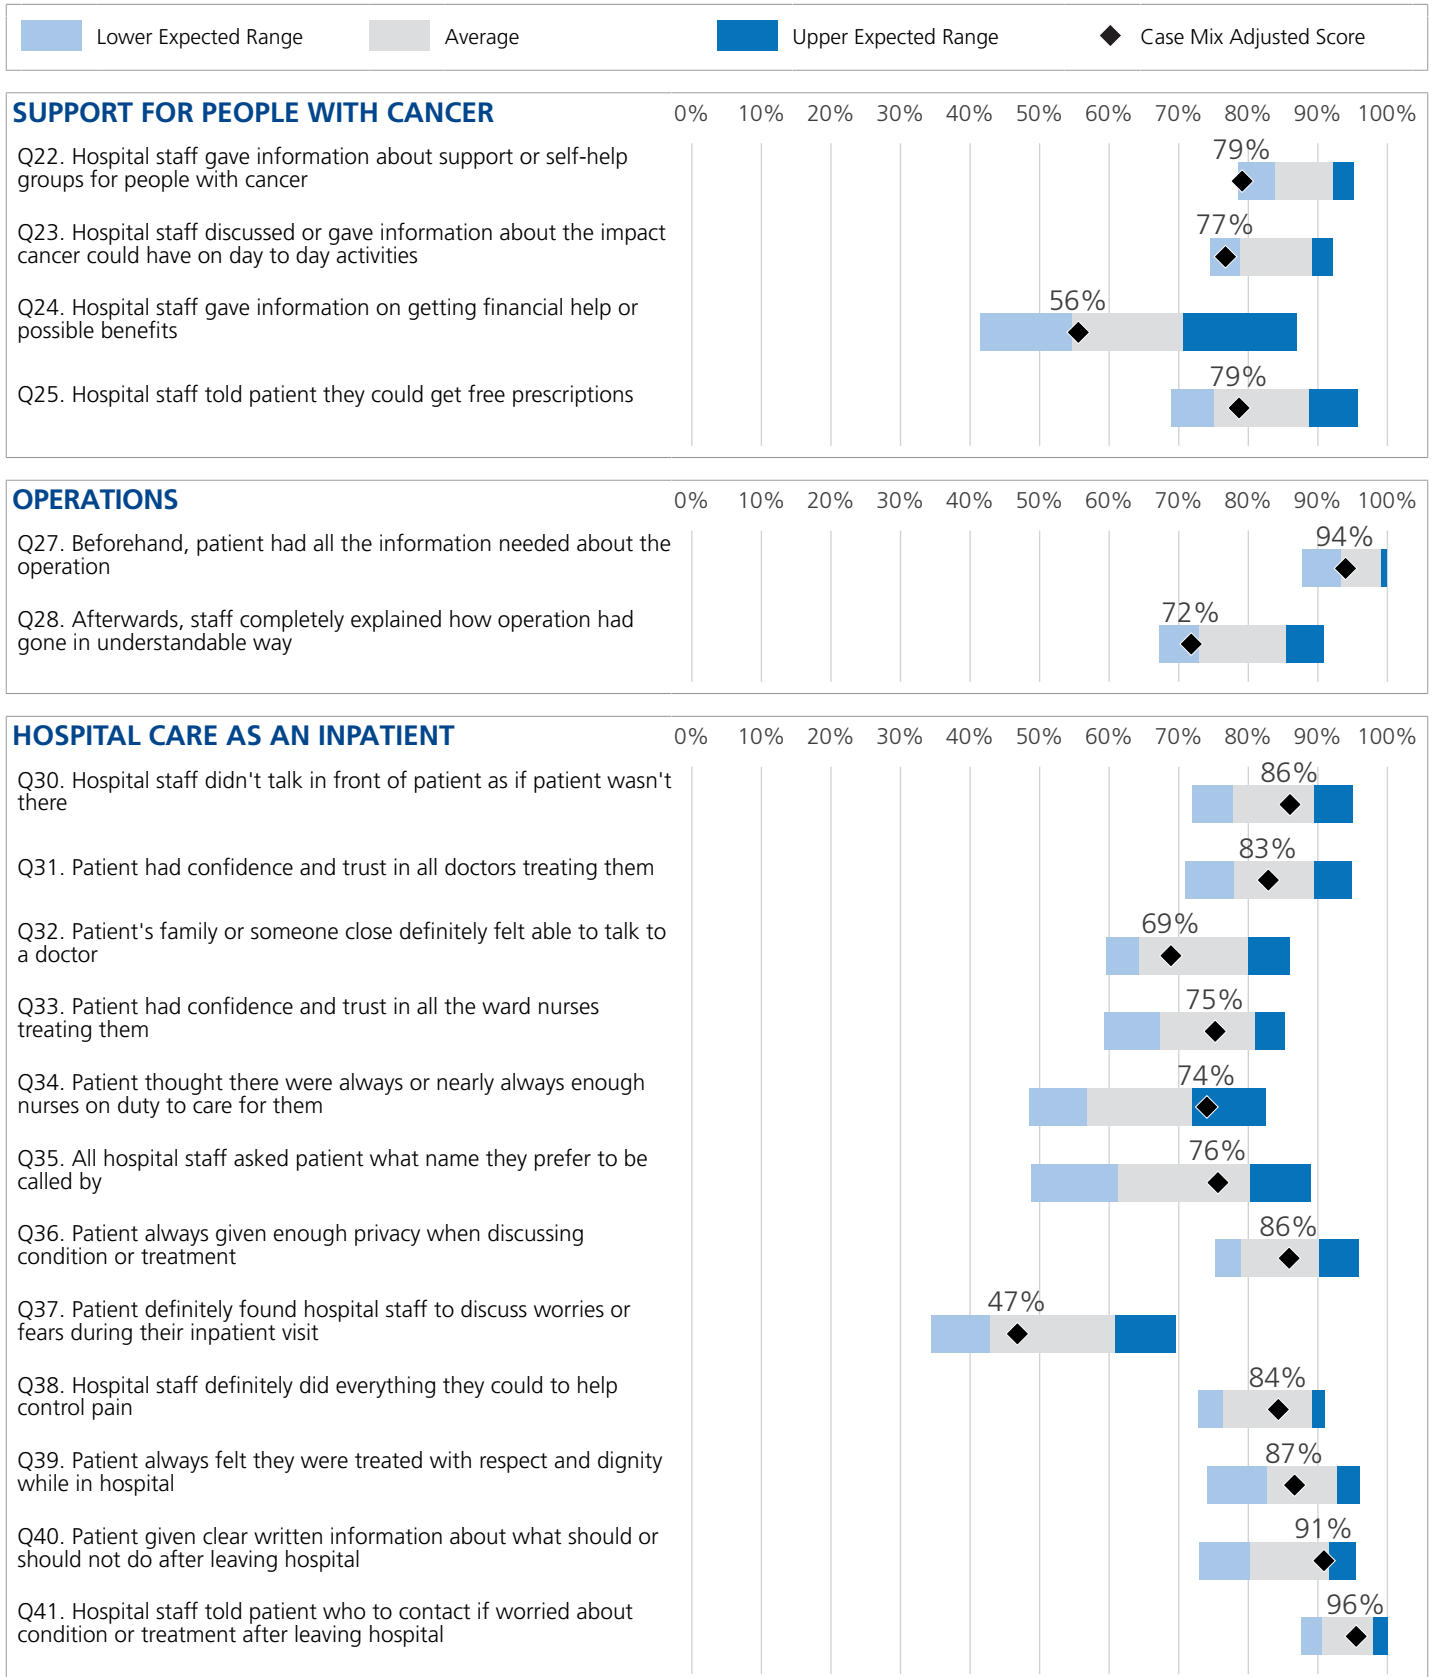 Lower Expected Range Average Upper Expected Range Case Mix Adjusted Score
SUPPORT FOR PEOPLE WITH CANCER 0% 10% 20% 30% 40% 50% 60% 70% 80% 90% 100%
Q22. Hospital staff gave information about support or self-help
groups for people with cancer
79%
Q23. Hospital staff discussed or gave information about the impact
cancer could have on day to day activities
77%
Q24. Hospital staff gave information on getting financial help or
possible benefits
56%
Q25. Hospital staff told patient they could get free prescriptions
79%
OPERATIONS 0% 10% 20% 30% 40% 50% 60% 70% 80% 90% 100%
Q27. Beforehand, patient had all the information needed about the
operation
94%
Q28. Afterwards, staff completely explained how operation had
gone in understandable way
72%
HOSPITAL CARE AS AN INPATIENT 0% 10% 20% 30% 40% 50% 60% 70% 80% 90% 100%
Q30. Hospital staff didn't talk in front of patient as if patient wasn't
there
86%
Q31. Patient had confidence and trust in all doctors treating them
83%
Q32. Patient's family or someone close definitely felt able to talk to
a doctor
69%
Q33. Patient had confidence and trust in all the ward nurses
treating them
75%
Q34. Patient thought there were always or nearly always enough
nurses on duty to care for them
74%
Q35. All hospital staff asked patient what name they prefer to be
called by
76%
Q36. Patient always given enough privacy when discussing
condition or treatment
86%
Q37. Patient definitely found hospital staff to discuss worries or
fears during their inpatient visit
47%
Q38. Hospital staff definitely did everything they could to help
control pain
84%
Q39. Patient always felt they were treated with respect and dignity
while in hospital
87%
Q40. Patient given clear written information about what should or
should not do after leaving hospital
91%
Q41. Hospital staff told patient who to contact if worried about
condition or treatment after leaving hospital
96%